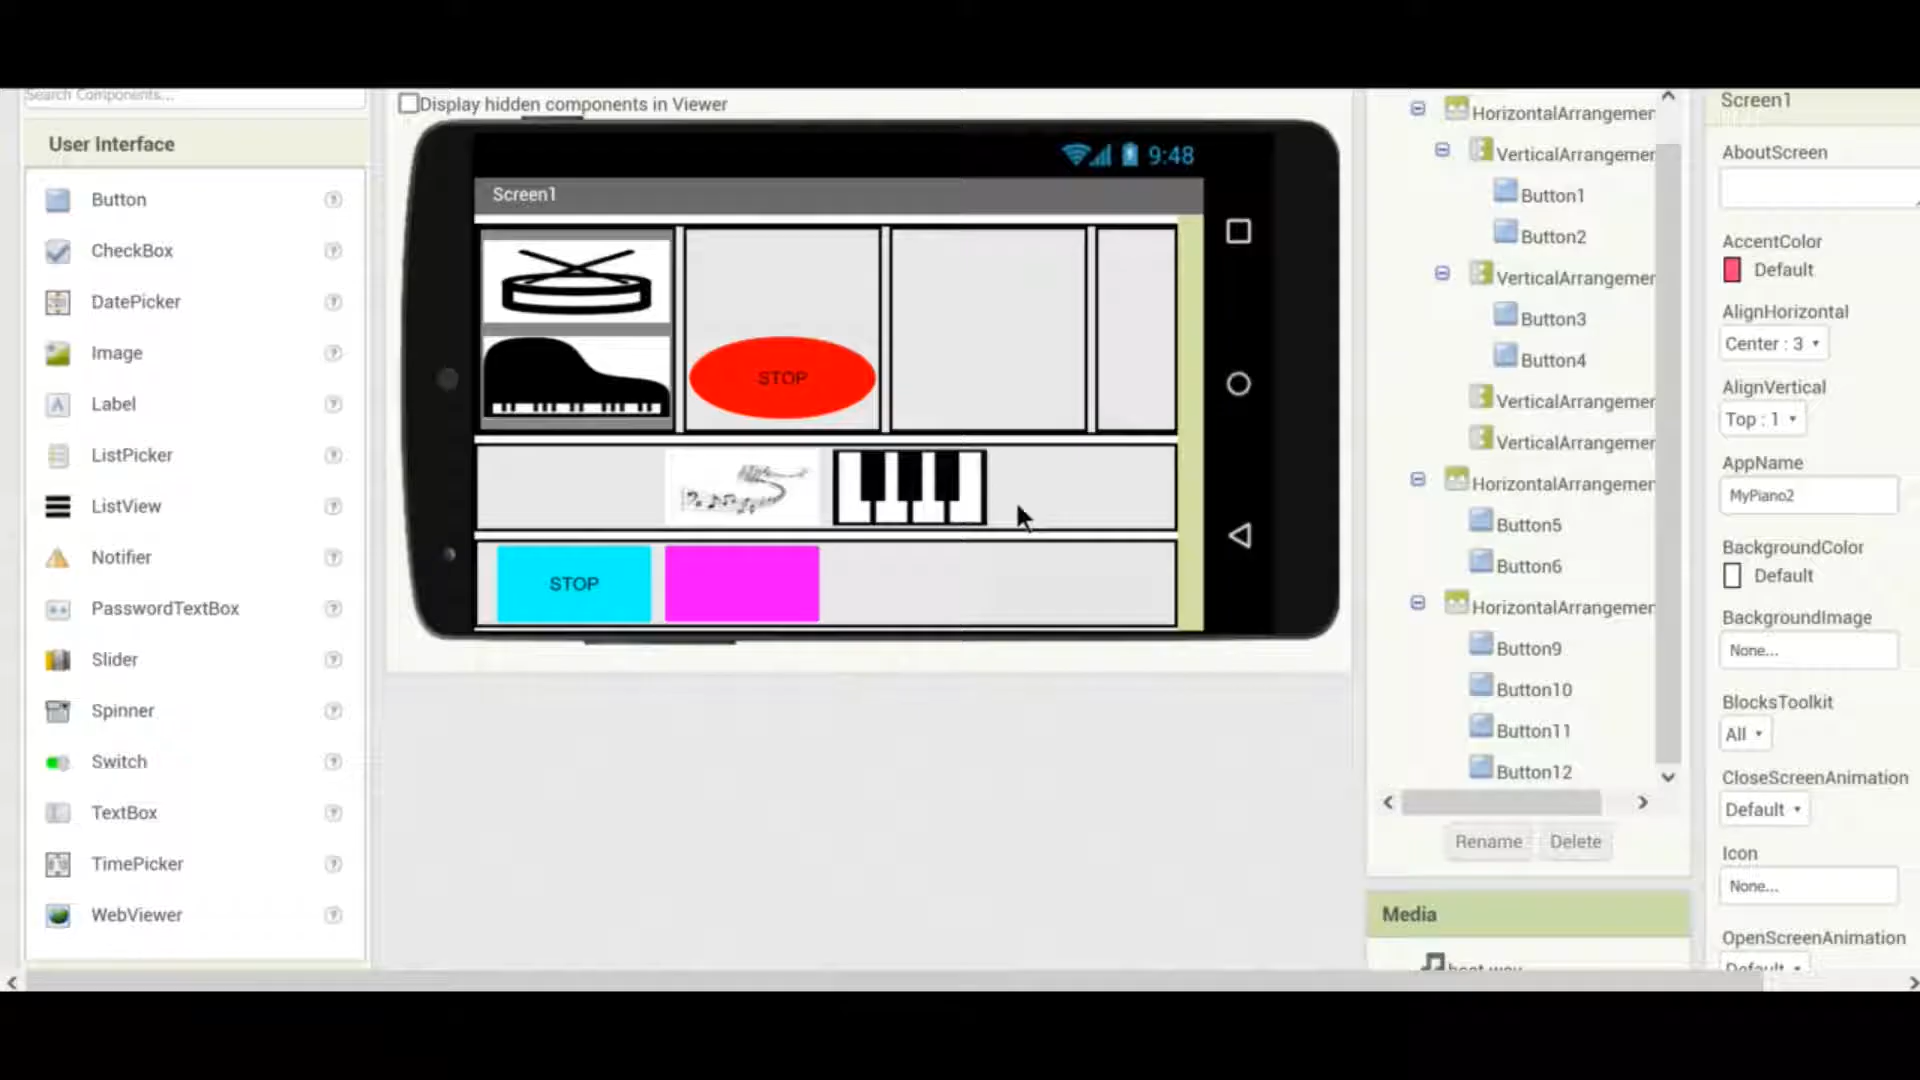 Search Components...
User Interface
Button
CheckBox
DatePicker
Image
Label
ListPicker
ListView
Notifier
PasswordTextBox
Slider
Spinner
Switch
TextBox
TimePicker
WebViewer
Display hidden components in Viewer
9:48
Screen1
STOP
STOP
HorizontalArrangemer
VerticalArrangemer
Button1
Button2
VerticalArrangemer
Button3
Button4
VerticalArrangemer
VerticalArrangemer
HorizontalArrangemer
Button5
Button6
HorizontalArrangemer
Button9
Button10
Button11
Button12
Rename
Delete
Media
Screen1
AboutScreen
AccentColor
Default
AlignHorizontal
Center : 3
AlignVertical
Top : 1
AppName
MyPiano2
BackgroundColor
Default
BackgroundImage
None...
BlocksToolkit
All
CloseScreenAnimation
Default
Icon
None...
OpenScreenAnimation
Default